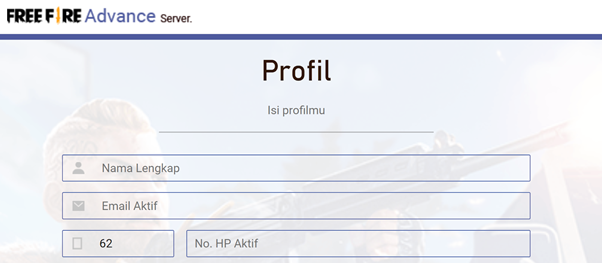 FREE FIRE Advance Server.
Profil
Isi profilmu
Nama Lengkap
Email Aktif
62 No. HP Aktif